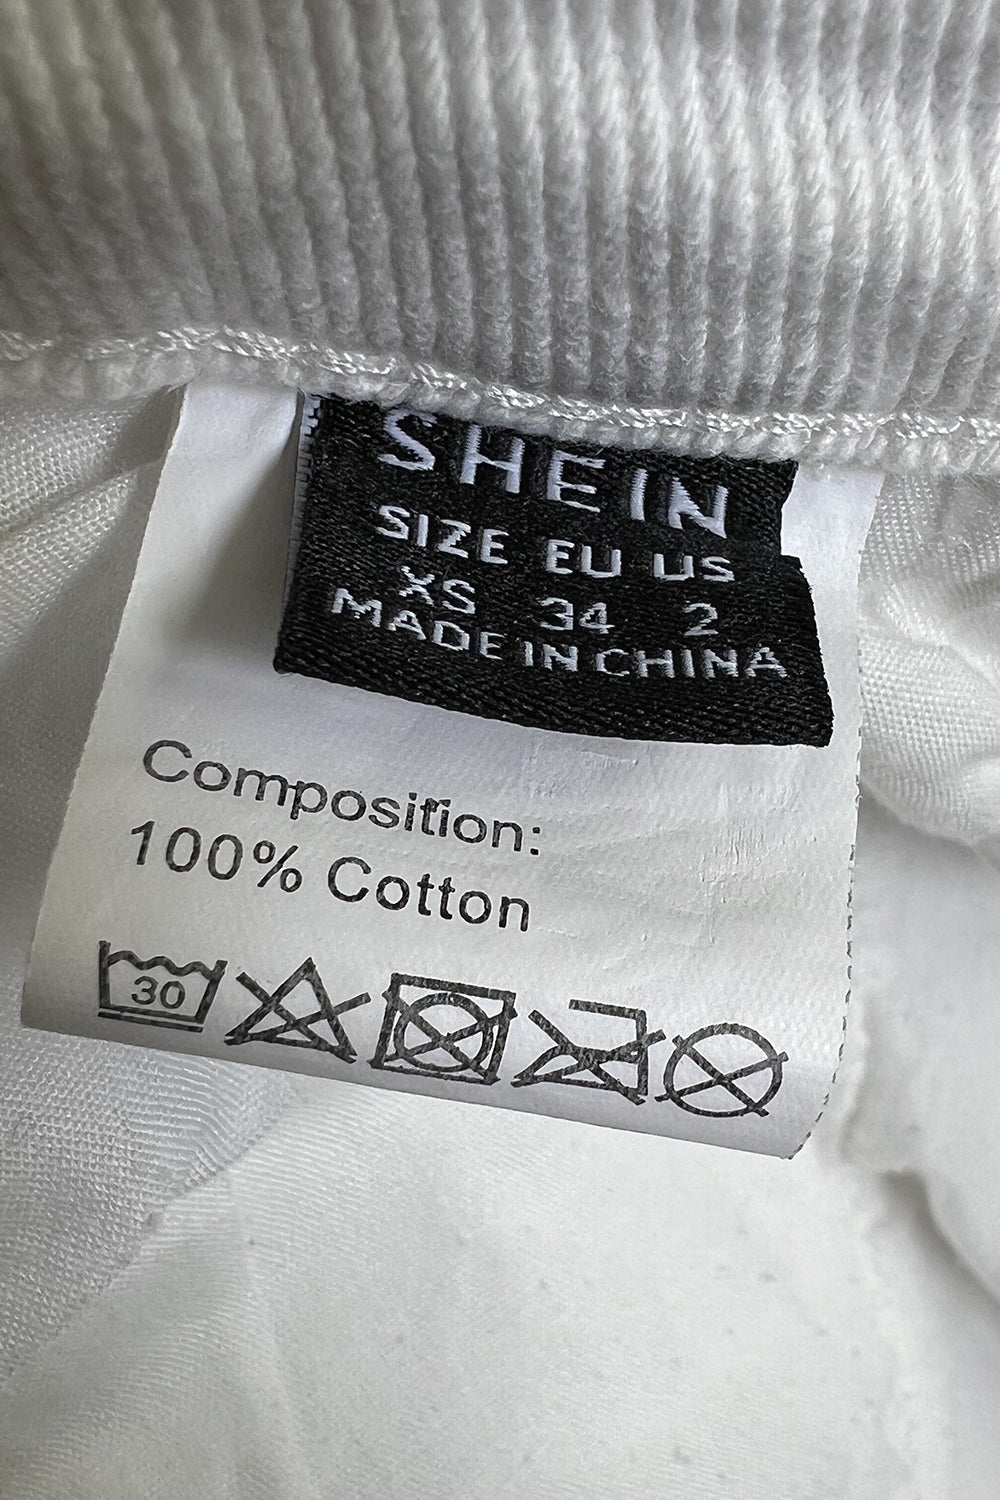 SHEIN
SIZE EU US
XS 34 2
MADE IN CHINA
Composition:
100% Cotton
30